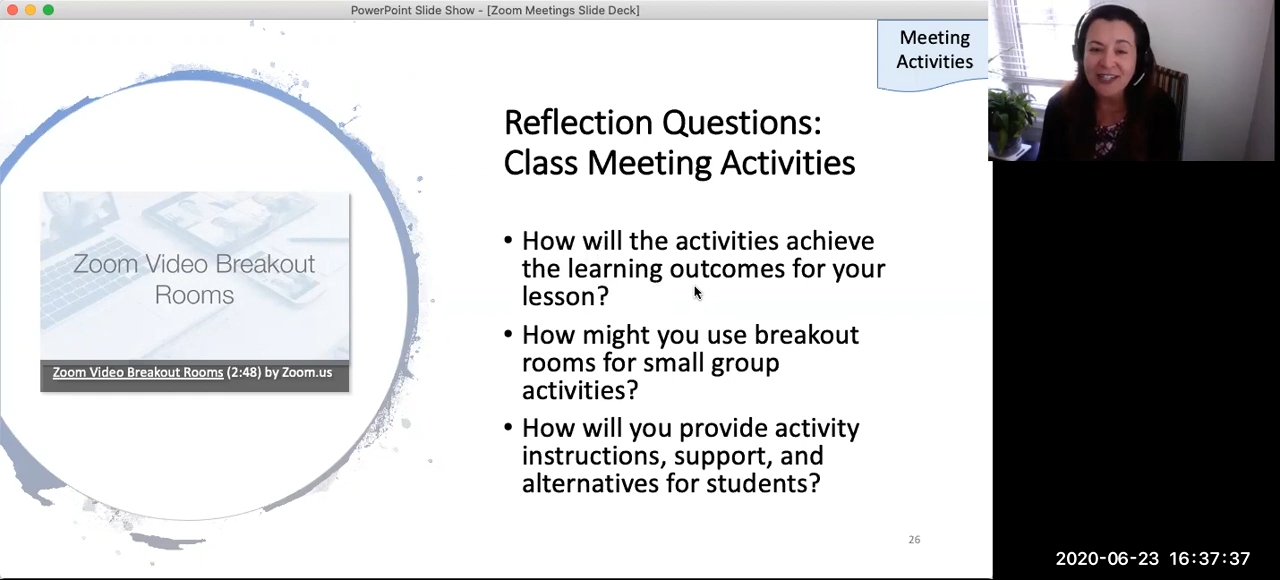 PowerPoint Slide Show - [Zoom Meetings Slide Deck]
Meeting
Activities
Reflection Questions:
Class Meeting Activities
Zoom Video Breakout
Rooms
Zoom Video Breakout Rooms (2:48) by Zoom.us
• How will the activities achieve
the learning outcomes for your
lesson?
• How might you use breakout
rooms for small group
activities?
• How will you provide activity
instructions, support, and
alternatives for students?
26
2020-06-23 16:37:37